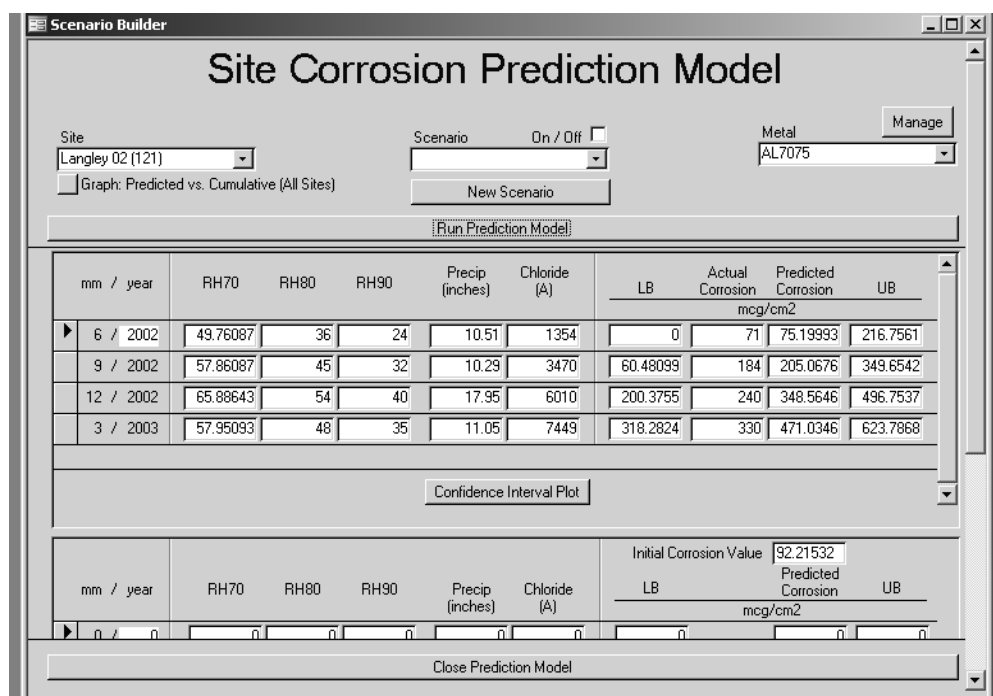 Scenario Builder
Site Corrosion Prediction Model
Manage
Site Scenario On / Off Metal
Langley 02 (121) AL7075
Graph: Predicted vs. Cumulative (All Sites) New Scenario
Run Prediction Model
mm / year RH70 RH80 RH90 Precip (inches) Chloride (A) LB Actual Corrosion Predicted Corrosion UB
mcg/cm2
6 / 2002 49.76087 36 24 10.51 1354 0 71 75.19993 216.7561
9 / 2002 57.86087 45 32 10.29 3470 60.48099 184 205.0676 349.6542
12 / 2002 65.88643 54 40 17.95 6010 200.3755 240 348.5646 496.7537
3 / 2003 57.95093 48 35 11.05 7449 318.2824 330 471.0346 623.7868
Confidence Interval Plot
Initial Corrosion Value 92.21532
mm / year RH70 RH80 RH90 Precip (inches) Chloride (A) LB Predicted Corrosion UB
mcg/cm2
0 / 0 0 0 0 0 0 0 0 0
Close Prediction Model